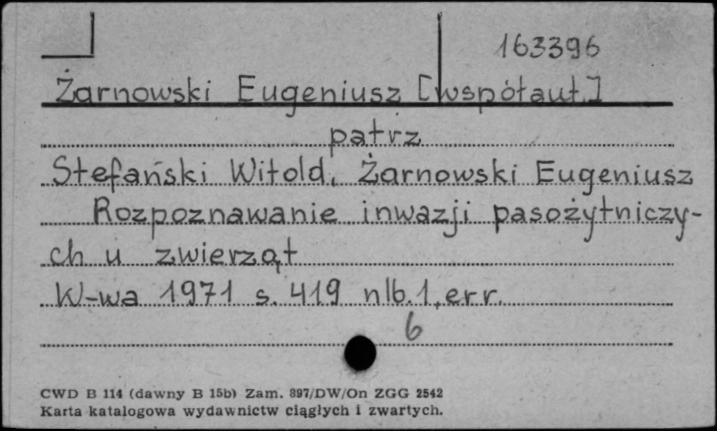 163396
Żarnowski Eugeniusz [współaut.]
patrz
Stefański Witold, Żarnowski Eugeniusz
Rozpoznawanie inwazji pasożytniczy-
ch u zwierząt
W-wa 1971 s. 419 nlb. 1, err.
6
CWD B 114 (dawny B 15b) Zam. 897/DW/On ZGG 2542
Karta katalogowa wydawnictw ciągłych i zwartych.